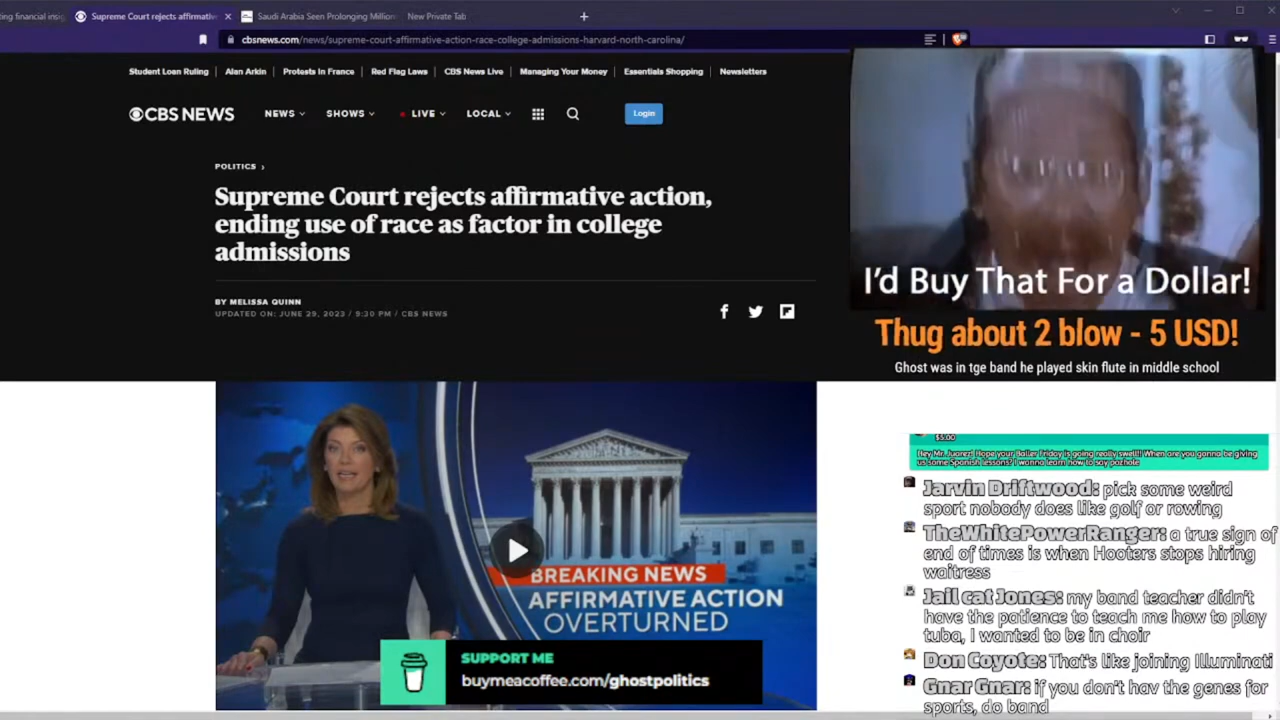 ting financial insig
Supreme Court rejects affirmativ
Saudi Arabia Seen Prolonging Million
New Private Tab
cbsnews.com/news/supreme-court-affirmative-action-race-college-admissions-harvard-north-carolina/
Student Loan Ruling
Alan Arkin
Protests In France
Red Flag Laws
CBS News Live
Managing Your Money
Essentials Shopping
Newsletters
CBS NEWS
NEWS
SHOWS
LIVE
LOCAL
Login
POLITICS
Supreme Court rejects affirmative action,
ending use of race as factor in college
admissions
BY MELISSA QUINN
UPDATED ON: JUNE 29, 2023 / 9:30 PM / CBS NEWS
I'd Buy That For a Dollar!
Thug about 2 blow - 5 USD!
Ghost was in tge band he played skin flute in middle school
BREAKING NEWS
AFFIRMATIVE ACTION
OVERTURNED
SUPPORT ME
buymeacoffee.com/ghostpolitics
$5.00
Hey Mr. Juarez! Hope your Baller Friday is going really swell!! When are you gonna be giving
us some Spanish lessons? I wanna learn how to say pothole
Jarvin Driftwood: pick some weird
sport nobody does like golf or rowing
TheWhitePowerRanger: a true sign of
end of times is when Hooters stops hiring
waitress
Jail cat Jones: my band teacher didn't
have the patience to teach me how to play
tuba, I wanted to be in choir
Don Coyote: That's like joining Illuminati
Gnar Gnar: if you don't hav the genes for
sports, do band